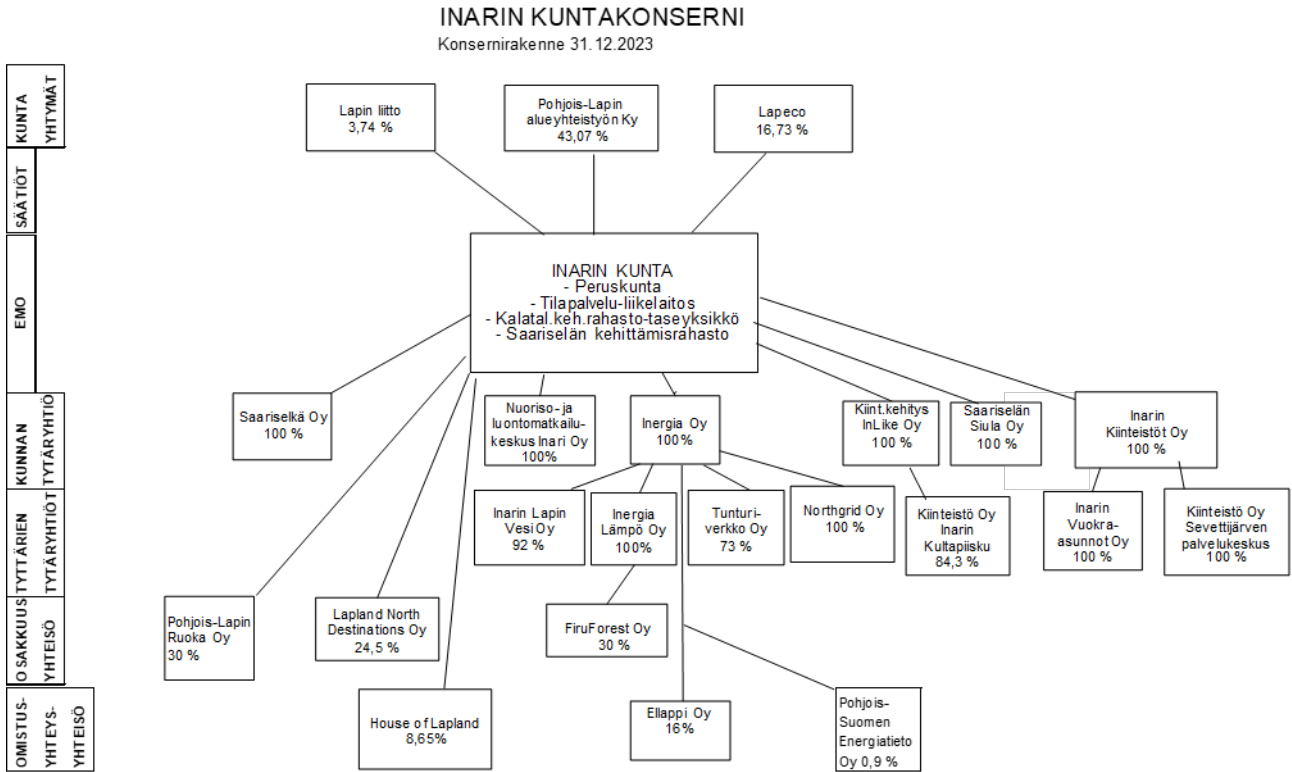 INARIN KUNTAKONSERNI
Konsernirakenne 31.12.2023
KUNTA
YHTYMÄT
SÄÄTIÖT
EMO
KUNNAN
TYTÄRYHTIÖ
TYTTÄRIEN
TYTÄRYHTIÖT
OSAKKUUS
YHTEISÖ
OMISTUS-
YHTEYS-
YHTEISÖ
Lapin liitto
3,74 %
Pohjois-Lapin
alueyhteistyön Ky
43,07 %
Lapeco
16,73 %
INARIN KUNTA
- Peruskunta
- Tilapalvelu-liikelaitos
- Kalatal.keh.rahasto-taseyksikkö
- Saariselän kehittämisrahasto
Saariselkä Oy
100 %
Nuoriso- ja
luontomatkailu-
keskus Inari Oy
100%
Inergia Oy
100%
Kiint.kehitys
InLike Oy
100 %
Saariselän
Siula Oy
100 %
Inarin
Kiinteistöt Oy
100 %
Inarin Lapin
Vesi Oy
92 %
Inergia
Lämpö Oy
100%
Tunturi-
verkko Oy
73 %
Northgrid Oy
100 %
Kiinteistö Oy
Inarin
Kultapiisku
84,3 %
Inarin
Vuokra-
asunnot Oy
100 %
Kiinteistö Oy
Sevettijärven
palvelukeskus
100 %
Pohjois-Lapin
Ruoka Oy
30 %
Lapland North
Destinations Oy
24,5 %
FiruForest Oy
30 %
House of Lapland
8,65%
Ellappi Oy
16%
Pohjois-
Suomen
Energiatieto
Oy 0,9 %